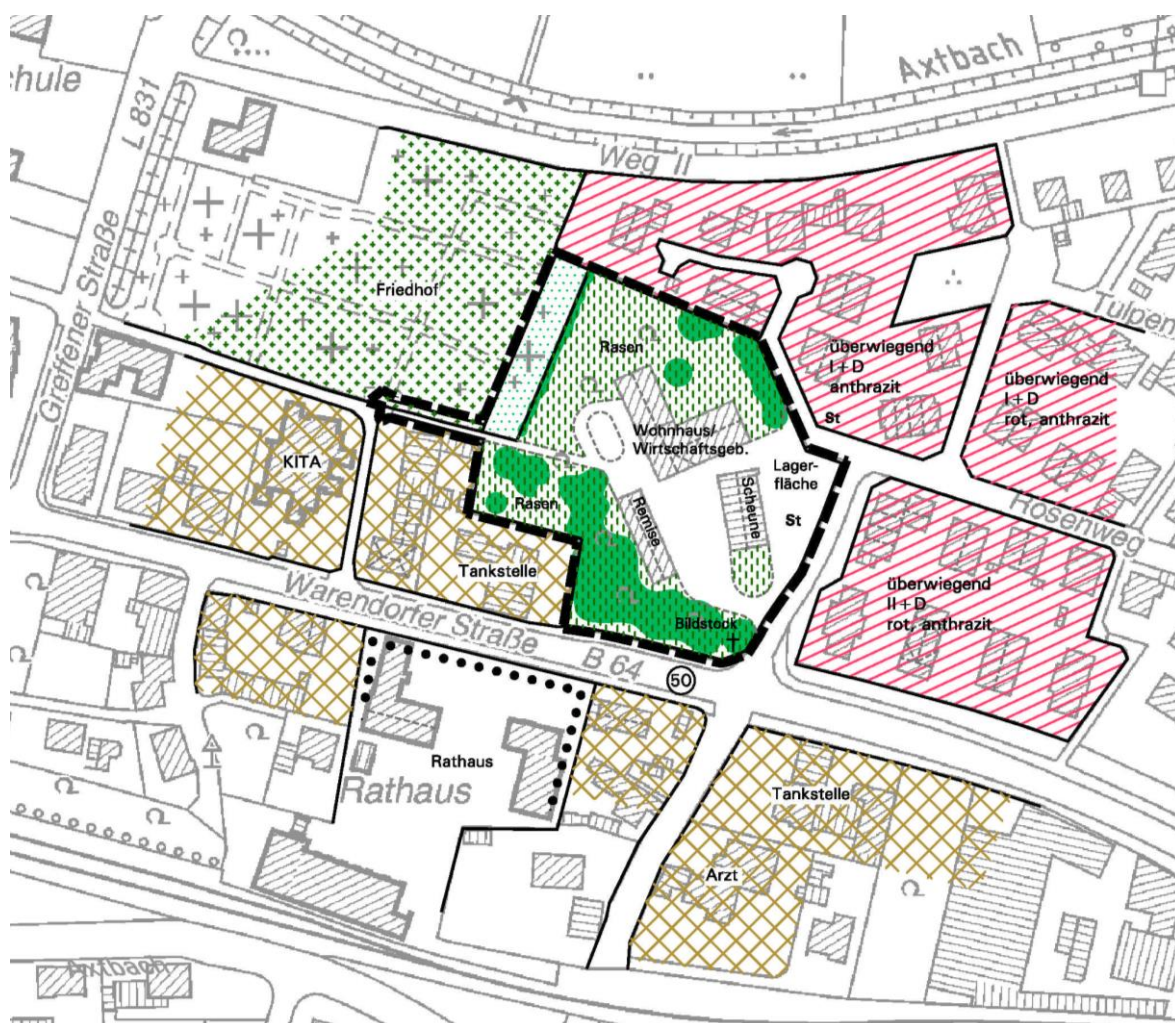 Axtbach
chule
L 831
Weg II
Greffener Straße
Friedhof
Tulpen
Rasen
überwiegend
I + D
anthrazit
überwiegend
I + D
rot, anthrazit
St
Wohnhaus/
Wirtschaftsgeb.
KITA
Lager-
fläche
Scheune
Rasen
Remise
St
Rosenweg
Tankstelle
überwiegend
II + D
rot, anthrazit
Warendorfer Straße
B 64
Bildstock
50
Rathaus
Rathaus
Tankstelle
Arzt
Axtbach